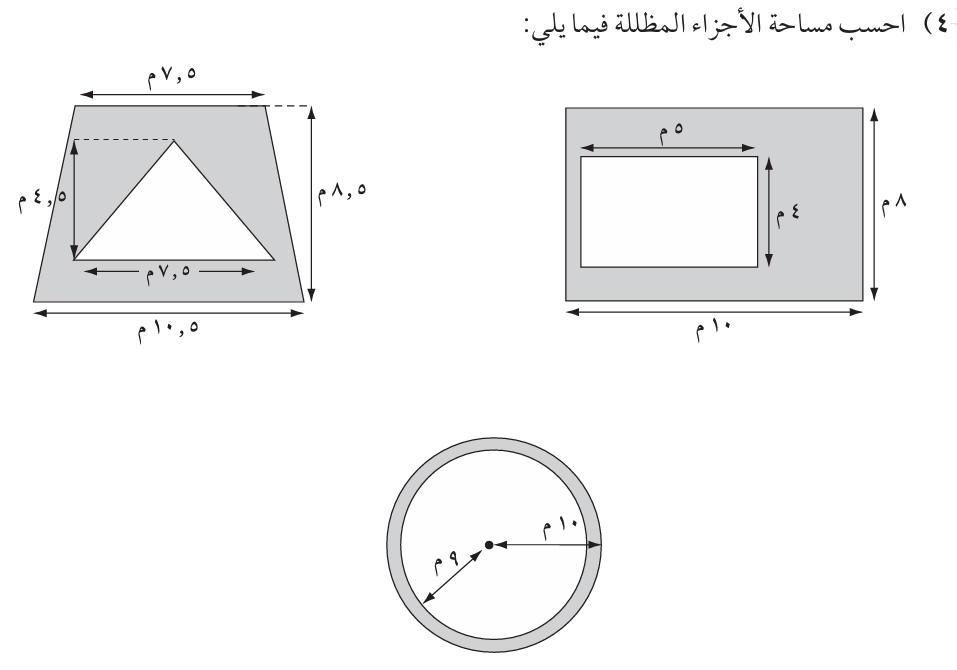 ٤) احسب مساحة الأجزاء المظللة فيما يلي:
٥ م
٤ م
٨ م
١٠ م
٧,٥ م
٤,٥ م
٨,٥ م
٧,٥ م
١٠,٥ م
١٠ م
٩ م